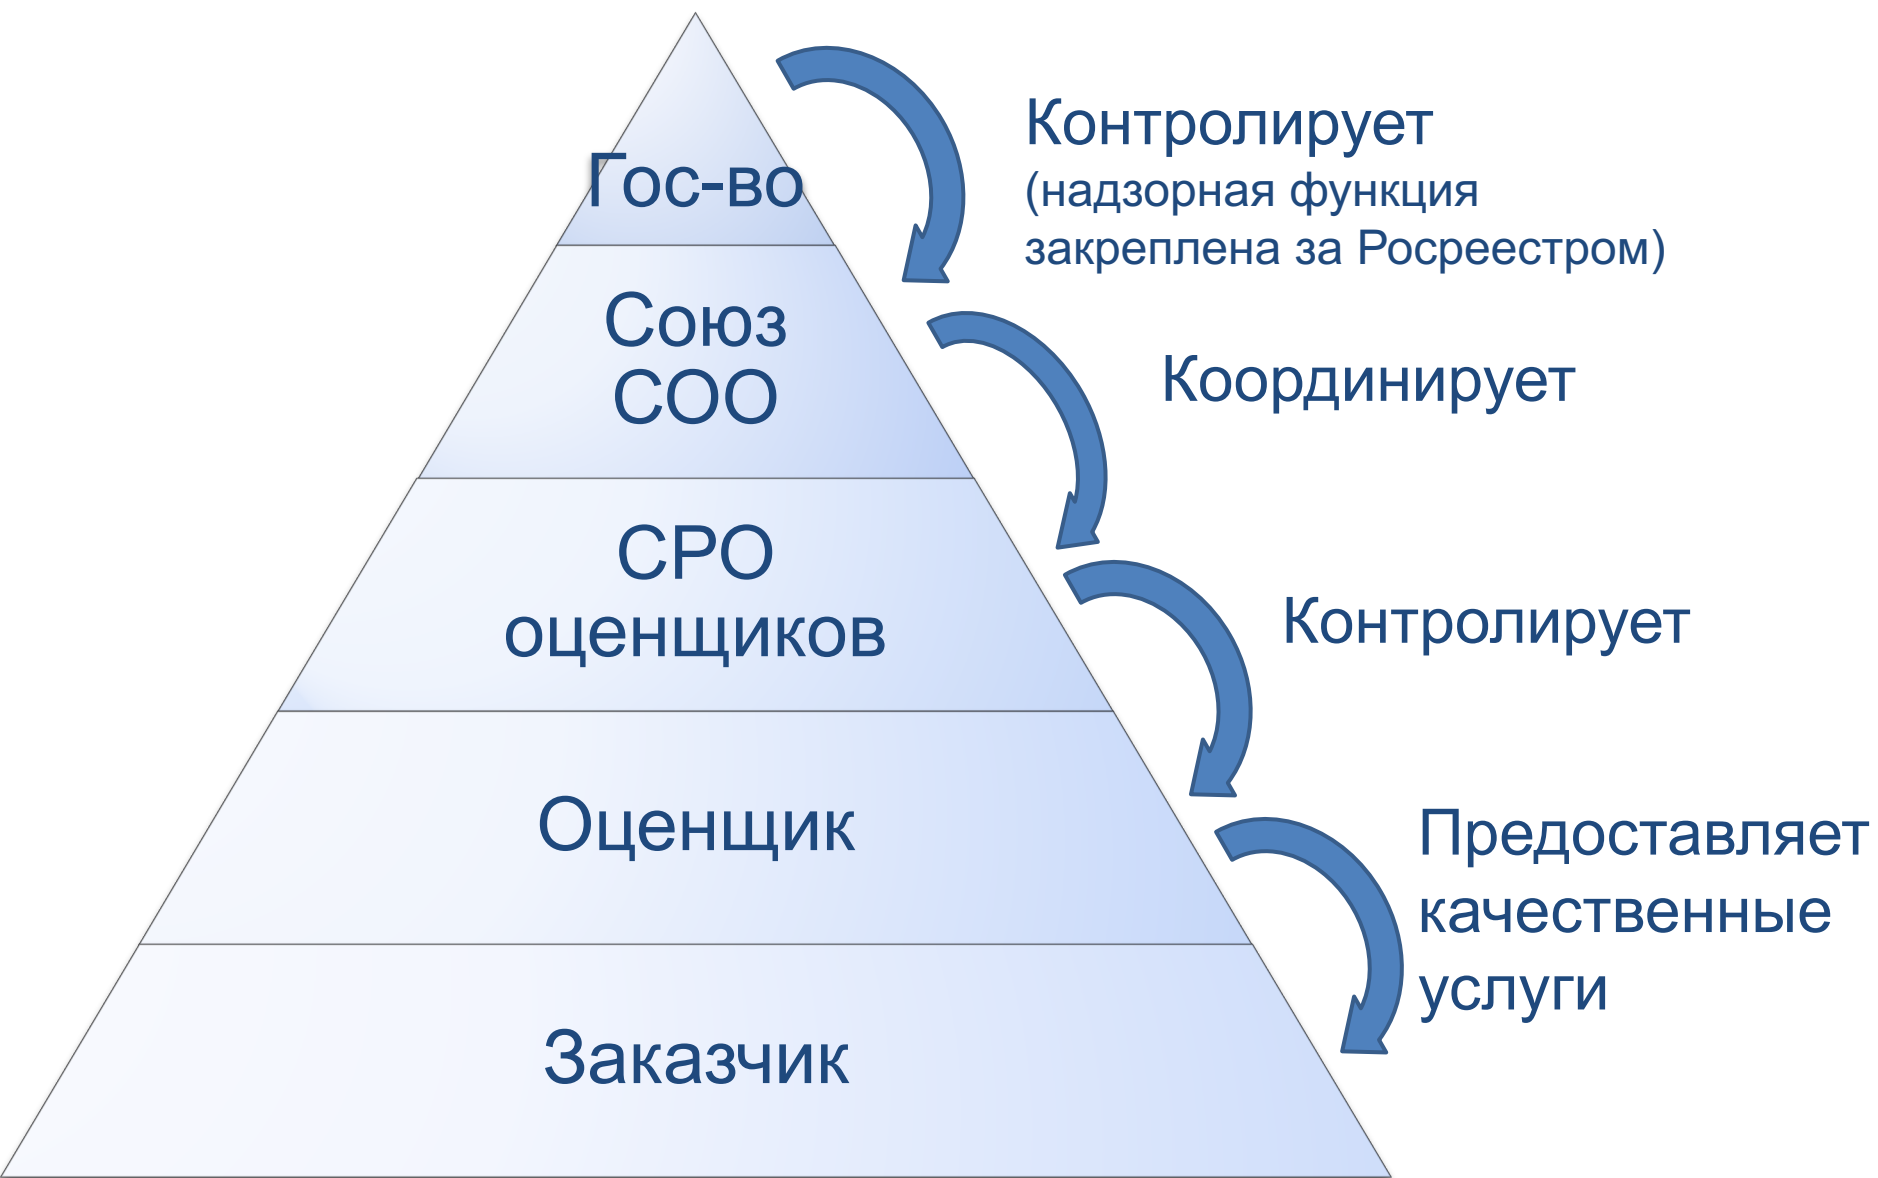 Гос-во
Контролирует
(надзорная функция
закреплена за Росреестром)
Союз
СОО
Координирует
СРО
оценщиков
Контролирует
Оценщик
Предоставляет
качественные
услуги
Заказчик